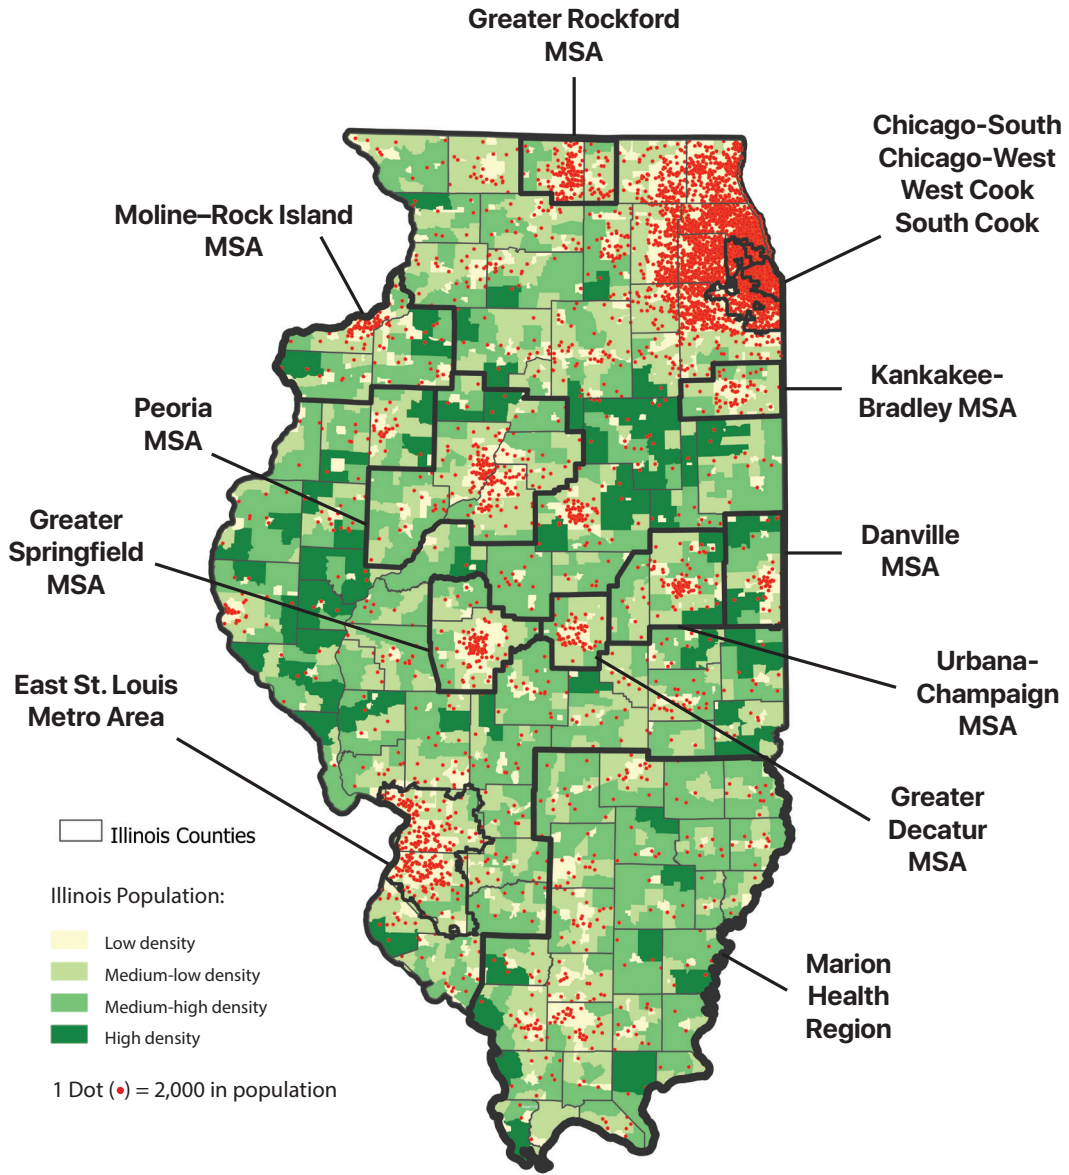 Greater Rockford
MSA
Chicago-South
Chicago-West
West Cook
South Cook
Moline–Rock Island
MSA
Kankakee-
Bradley MSA
Peoria
MSA
Greater
Springfield
MSA
Danville
MSA
East St. Louis
Metro Area
Urbana-
Champaign
MSA
Greater
Decatur
MSA
Illinois Counties
Illinois Population:
Low density
Medium-low density
Medium-high density
High density
Marion
Health
Region
1 Dot (•) = 2,000 in population